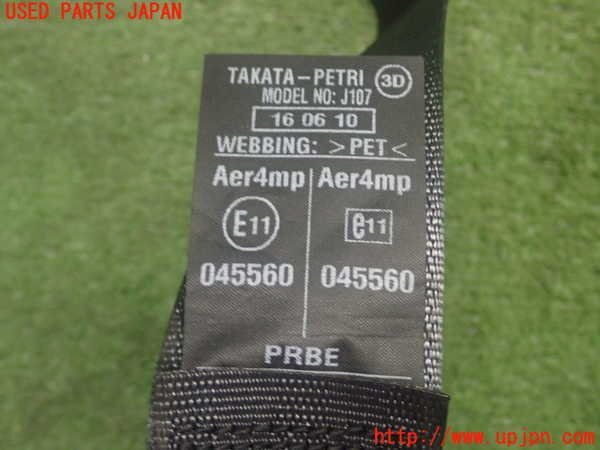 USED PARTS JAPAN
TAKATA-PETRI 3D
MODEL NO: J107
16 06 10
WEBBING: >PET<
Aer4mp Aer4mp
E11 e11
045560 045560
PRBE
http://www.upjpn.com